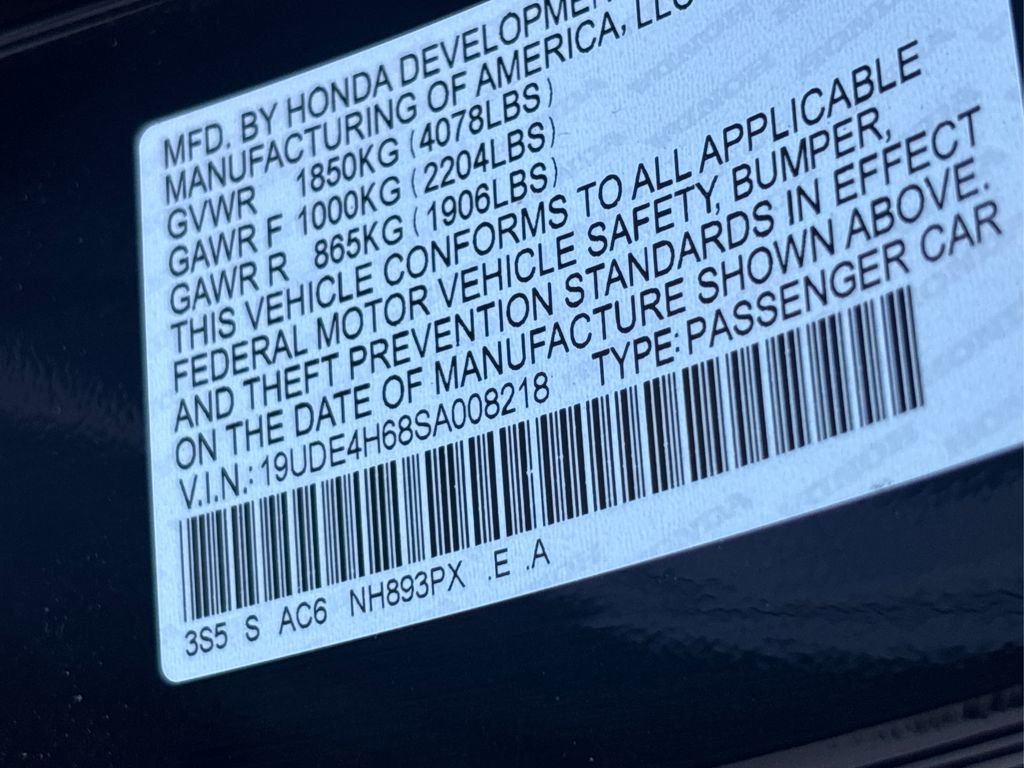 MFD. BY HONDA DEVELOPMEN
MANUFACTURING OF AMERICA, LLC
GVWR 1850KG (4078LBS)
GAWR F 1000KG (2204LBS)
GAWR R 865KG (1906LBS)
THIS VEHICLE CONFORMS TO ALL APPLICABLE
FEDERAL MOTOR VEHICLE SAFETY, BUMPER,
AND THEFT PREVENTION STANDARDS IN EFFECT
ON THE DATE OF MANUFACTURE SHOWN ABOVE.
V.I.N.: 19UDE4H68SA008218 TYPE: PASSENGER CAR
3S5 S AC6 NH893PX .E .A